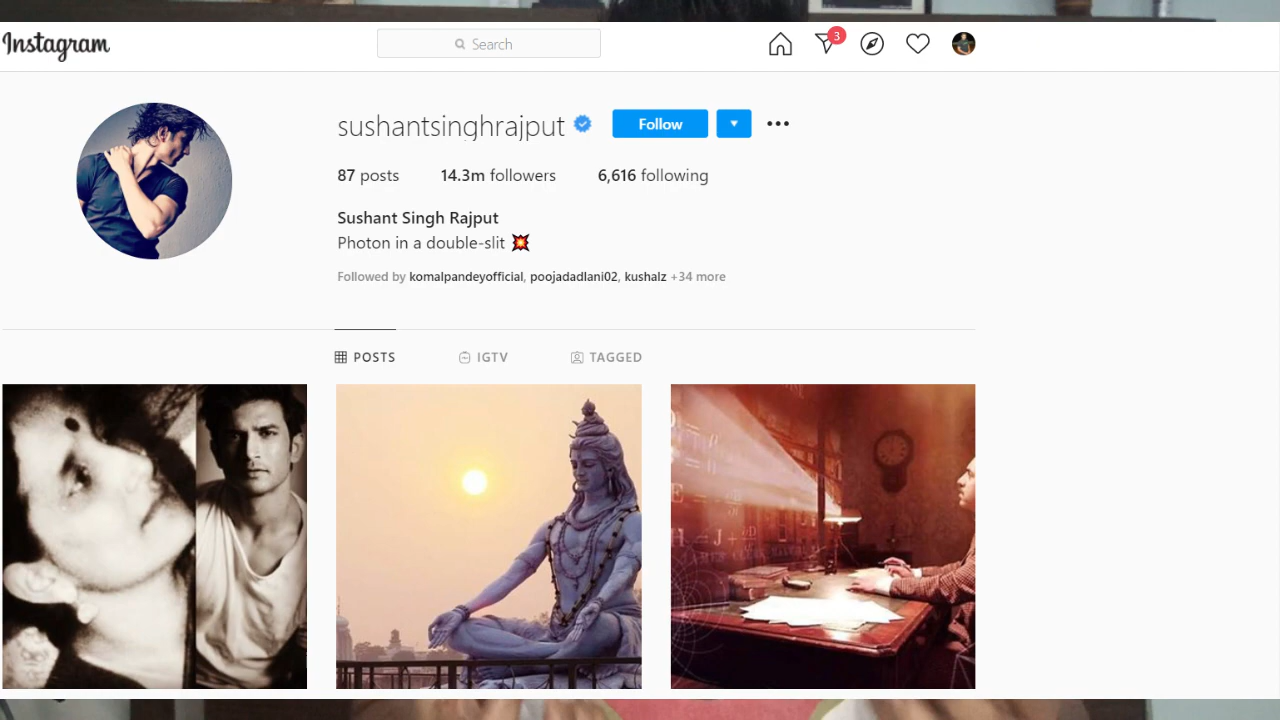 Instagram
Search
3
sushantsinghrajput
Follow
87 posts 14.3m followers 6,616 following
Sushant Singh Rajput
Photon in a double-slit 💥
Followed by komalpandeyofficial, poojadadlani02, kushalz +34 more
POSTS IGTV TAGGED